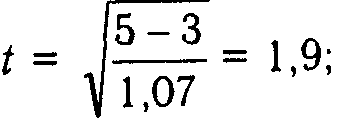 t = √((5 – 3)/1,07) = 1,9;